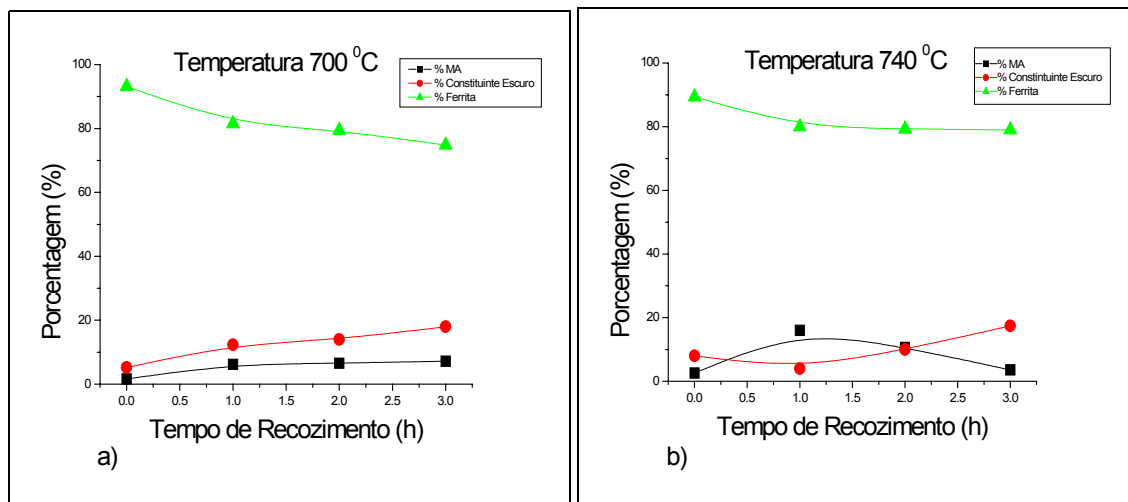 Temperatura 700 ⁰C
% MA
% Constituinte Escuro
% Ferrita
100
80
60
40
20
0
Porcentagem (%)
0.0 0.5 1.0 1.5 2.0 2.5 3.0
Tempo de Recozimento (h)
a)
Temperatura 740 ⁰C
% MA
% Constintuinte Escuro
% Ferrita
100
80
60
40
20
0
Porcentagem (%)
0.0 0.5 1.0 1.5 2.0 2.5 3.0
Tempo de Recozimento (h)
b)